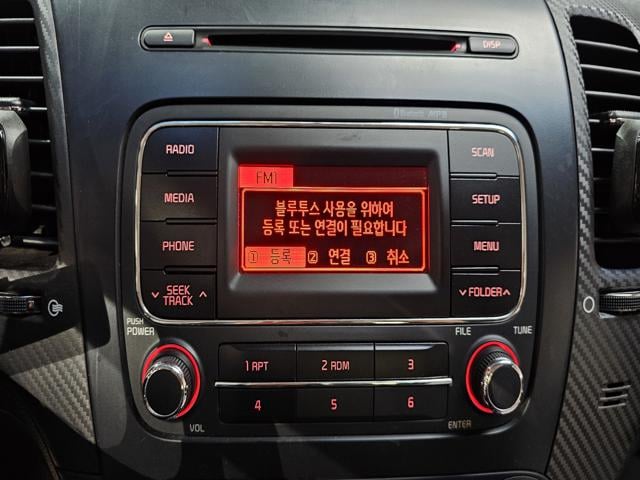 DISP
Bluetooth MP3
RADIO
SCAN
FM1
MEDIA
SETUP
블루투스 사용을 위하여
등록 또는 연결이 필요합니다
PHONE
MENU
① 등록 ② 연결 ③ 취소
SEEK
TRACK
FOLDER
PUSH
POWER
FILE
TUNE
1 RPT
2 RDM
3
4
5
6
VOL
ENTER